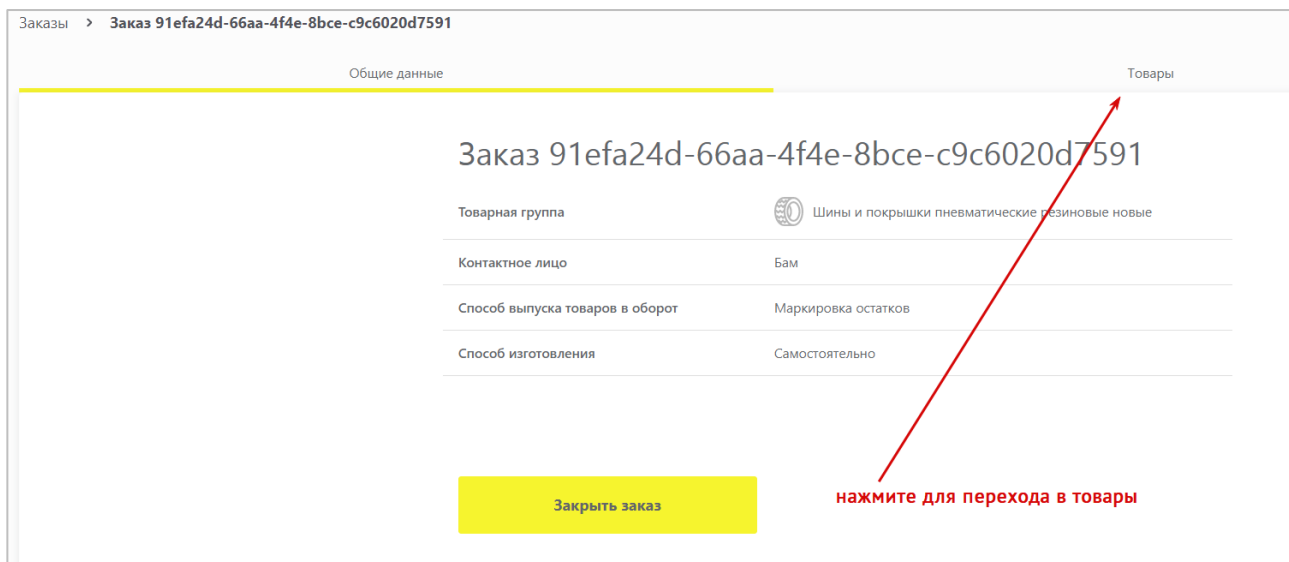 Заказы > Заказ 91efa24d-66aa-4f4e-8bce-c9c6020d7591
Общие данные Товары
Заказ 91efa24d-66aa-4f4e-8bce-c9c6020d7591
Товарная группа Шины и покрышки пневматические резиновые новые
Контактное лицо Бам
Способ выпуска товаров в оборот Маркировка остатков
Способ изготовления Самостоятельно
нажмите для перехода в товары
Закрыть заказ